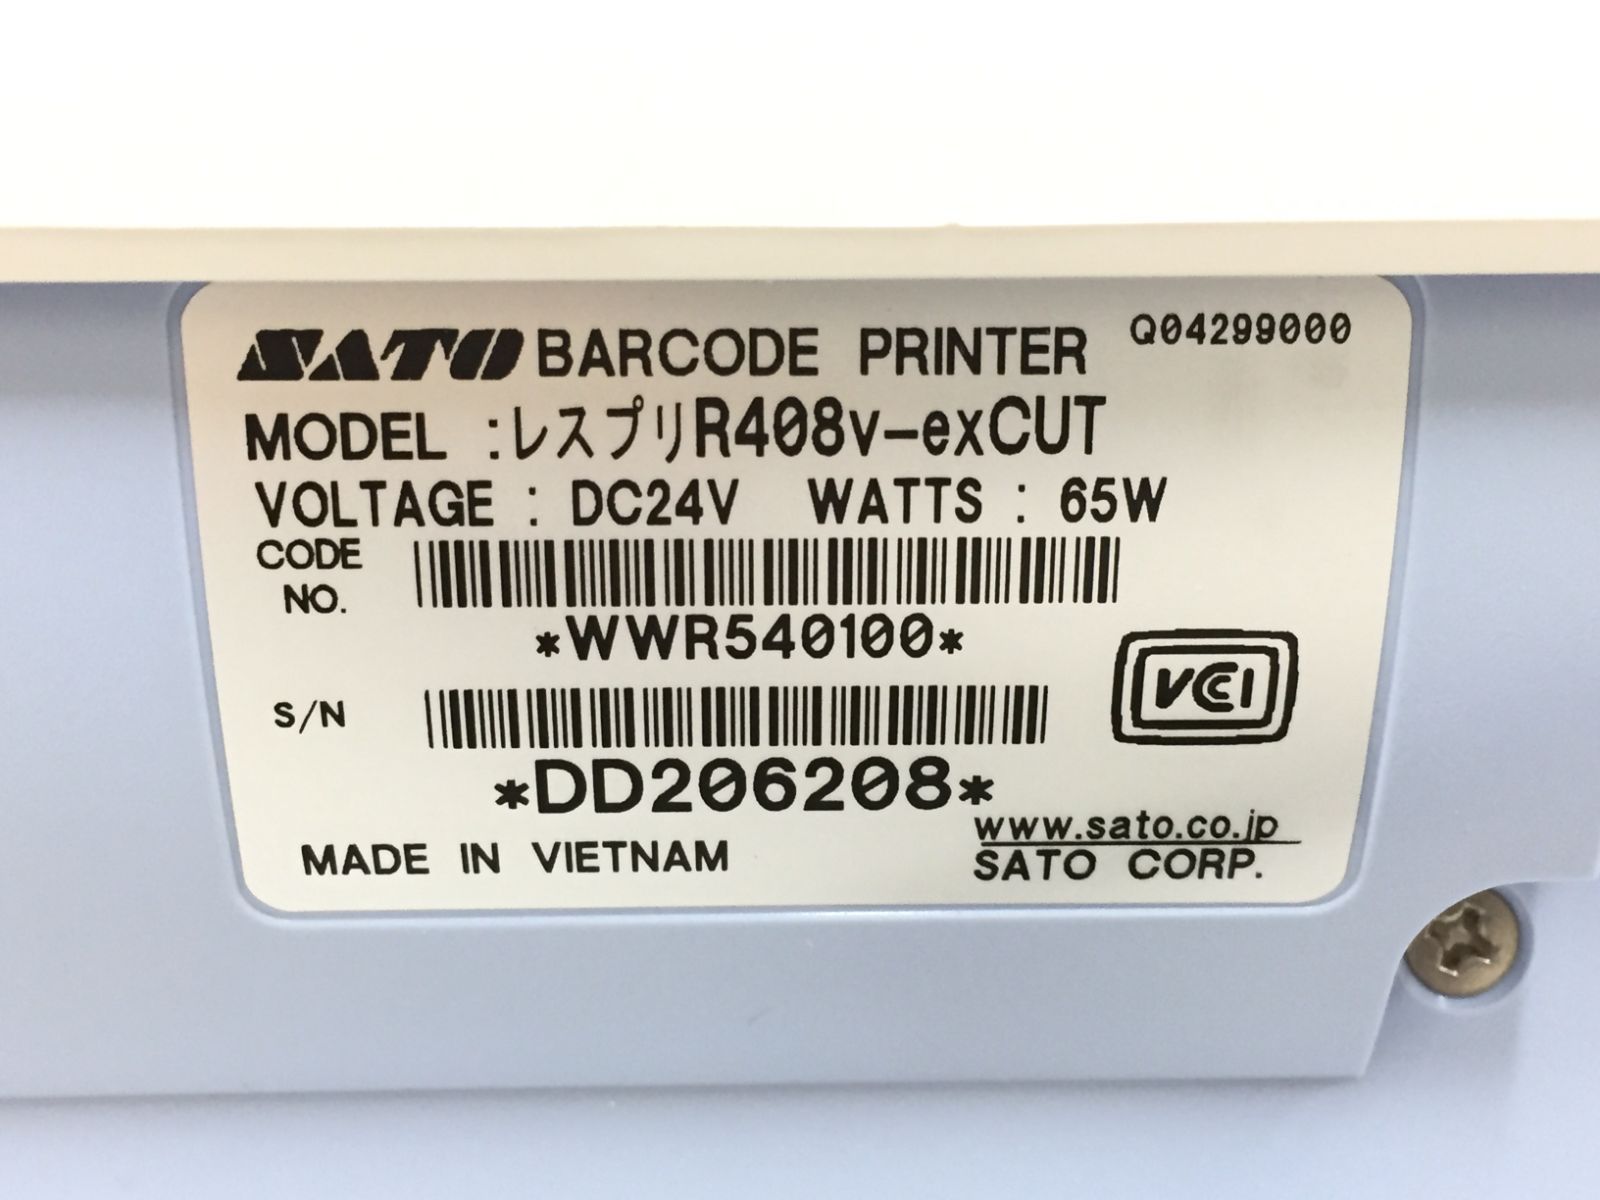 SATO BARCODE PRINTER Q04299000
MODEL :レスプリR408v-exCUT
VOLTAGE : DC24V WATTS : 65W
CODE NO.
*WWR540100*
S/N
*DD206208*
VCCI
www.sato.co.jp
MADE IN VIETNAM SATO CORP.